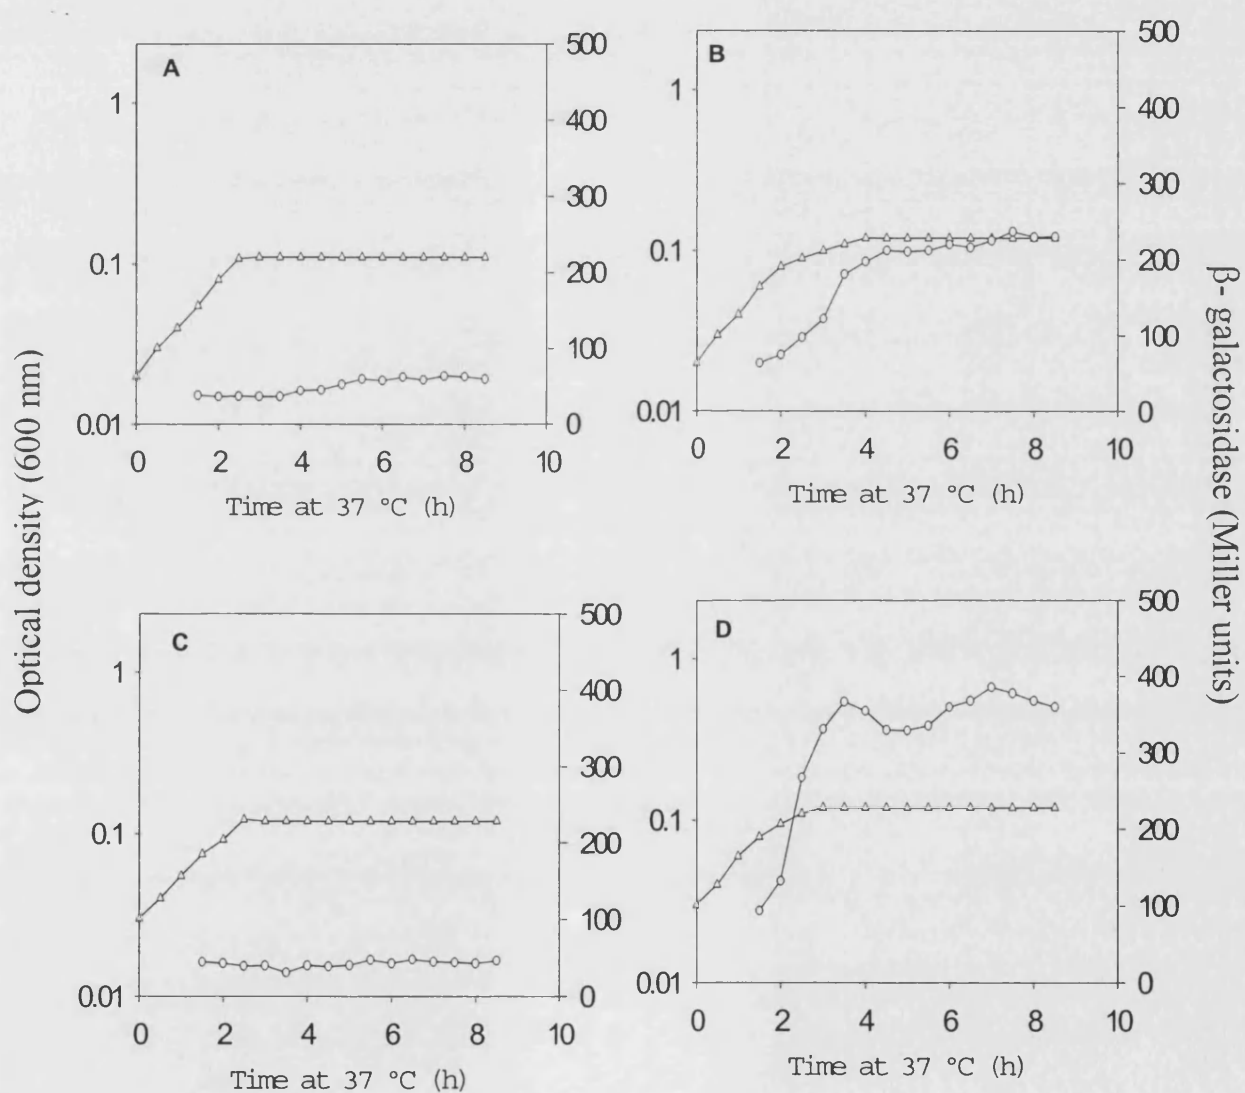 Optical density (600 nm)
β- galactosidase (Miller units)
A
1
0.1
0.01
500
400
300
200
100
0
0 2 4 6 8 10
Time at 37 °C (h)
B
1
0.1
0.01
500
400
300
200
100
0
0 2 4 6 8 10
Time at 37 °C (h)
C
1
0.1
0.01
500
400
300
200
100
0
0 2 4 6 8 10
Time at 37 °C (h)
D
1
0.1
0.01
500
400
300
200
100
0
0 2 4 6 8 10
Time at 37 °C (h)